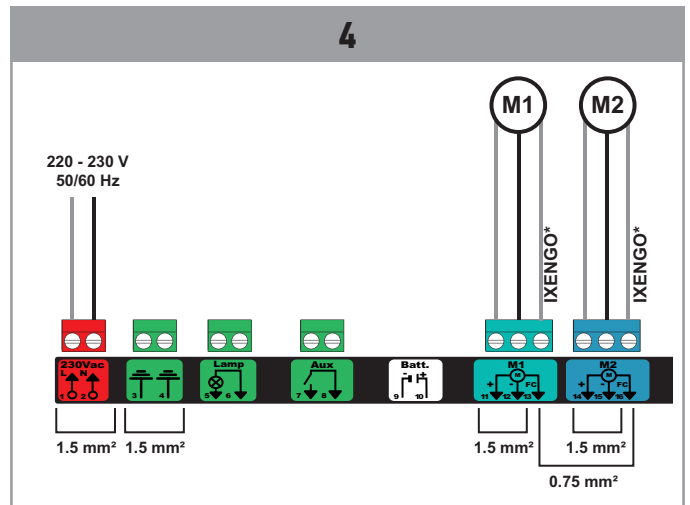 4
M1 M2
220 - 230 V
50/60 Hz
IXENGO* IXENGO*
230Vac Lamp Aux Batt. M1 M2
L N - + M M
+ - FC + - FC
1 2 3 4 5 6 7 8 9 10 11 12 13 14 15 16
1.5 mm² 1.5 mm² 1.5 mm² 1.5 mm²
0.75 mm²